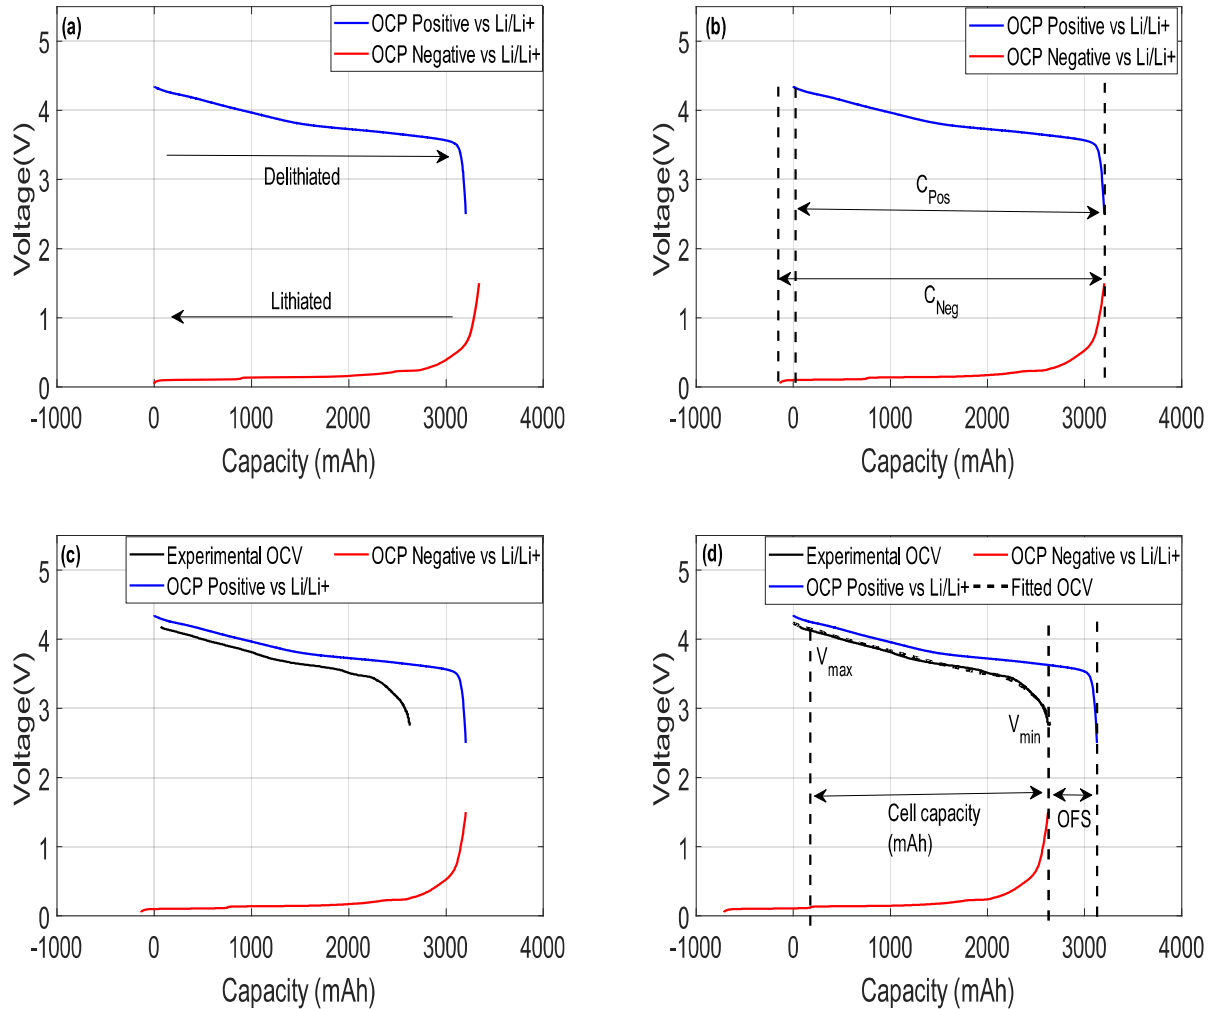 (a)
OCP Positive vs Li/Li+
OCP Negative vs Li/Li+
5
4
3
2
1
0
Voltage(V)
Delithiated
Lithiated
-1000 0 1000 2000 3000 4000
Capacity (mAh)
(b)
OCP Positive vs Li/Li+
OCP Negative vs Li/Li+
5
4
3
2
1
0
Voltage(V)
C_Pos
C_Neg
-1000 0 1000 2000 3000 4000
Capacity (mAh)
(c)
Experimental OCV OCP Negative vs Li/Li+
OCP Positive vs Li/Li+
5
4
3
2
1
0
Voltage(V)
-1000 0 1000 2000 3000 4000
Capacity (mAh)
(d)
Experimental OCV OCP Negative vs Li/Li+
OCP Positive vs Li/Li+ Fitted OCV
5
4
3
2
1
0
Voltage(V)
V_max
V_min
Cell capacity
(mAh)
OFS
-1000 0 1000 2000 3000 4000
Capacity (mAh)